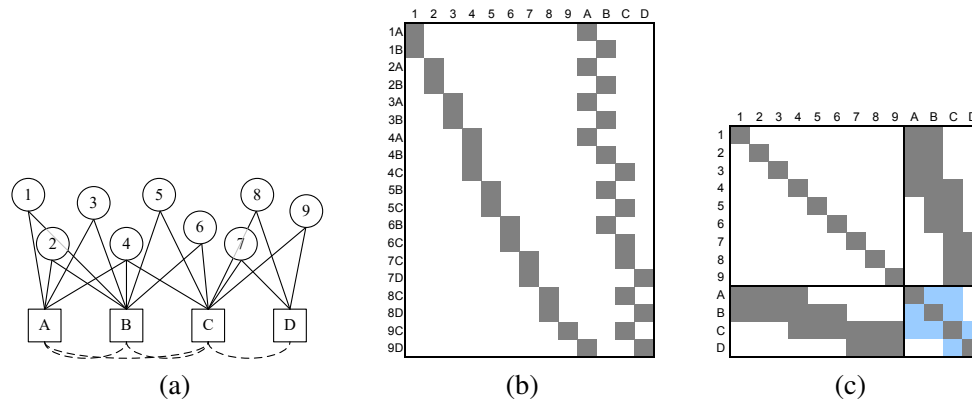 1 2 3 4 5 6 7 8 9 A B C D
1A
1B
2A
2B
3A
3B
4A
4B
4C
5B
5C
6B
6C
7C
7D
8C
8D
9C
9D
1 2 3 4 5 6 7 8 9 A B C D
1
2
3
4
5
6
7
8
9
A
B
C
D
1 3 5 8 9
2 4 6 7
A B C D
(a) (b) (c)